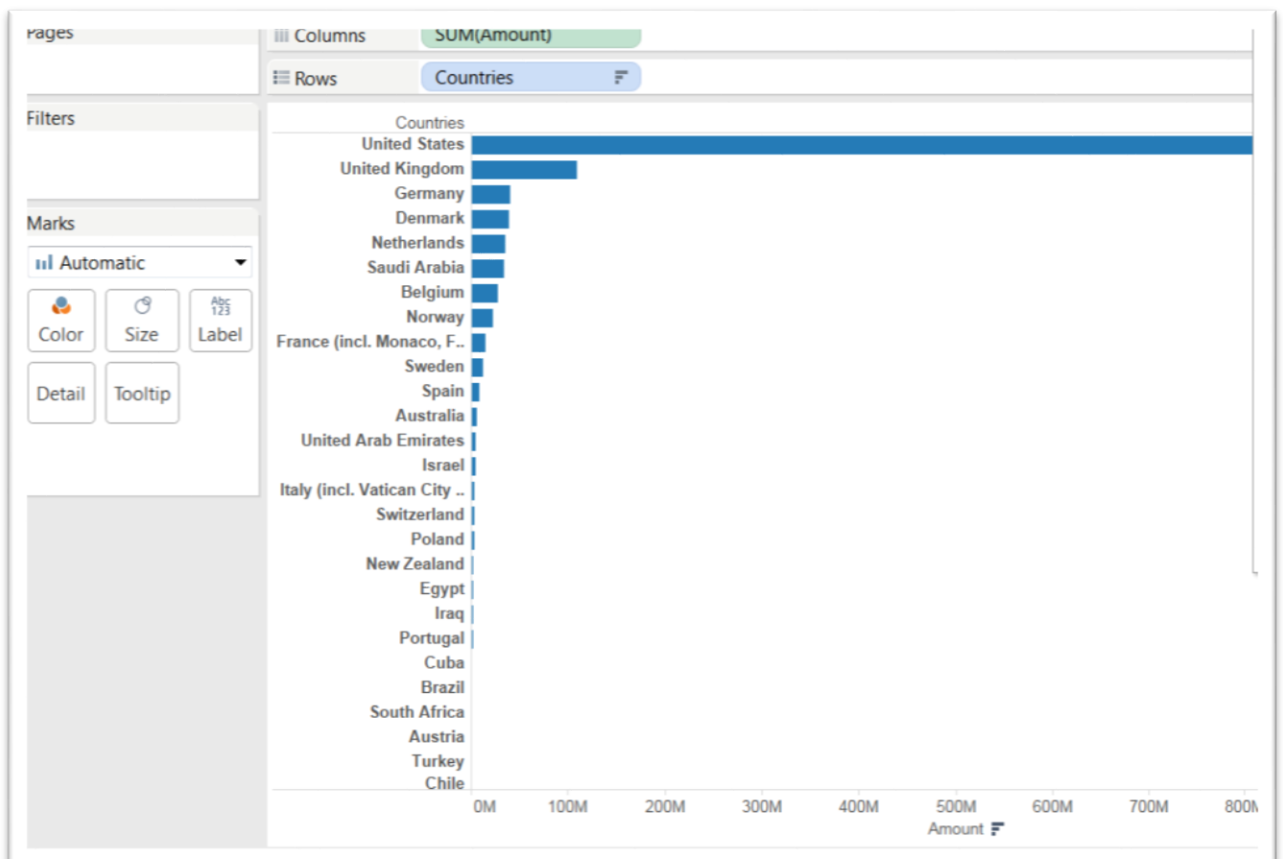 Pages
Columns SUM(Amount)
Rows Countries
Filters
Marks
Automatic
Color Size Abc 123 Label
Detail Tooltip
Countries
United States
United Kingdom
Germany
Denmark
Netherlands
Saudi Arabia
Belgium
Norway
France (incl. Monaco, F..
Sweden
Spain
Australia
United Arab Emirates
Israel
Italy (incl. Vatican City ..
Switzerland
Poland
New Zealand
Egypt
Iraq
Portugal
Cuba
Brazil
South Africa
Austria
Turkey
Chile
0M 100M 200M 300M 400M 500M 600M 700M 800M
Amount